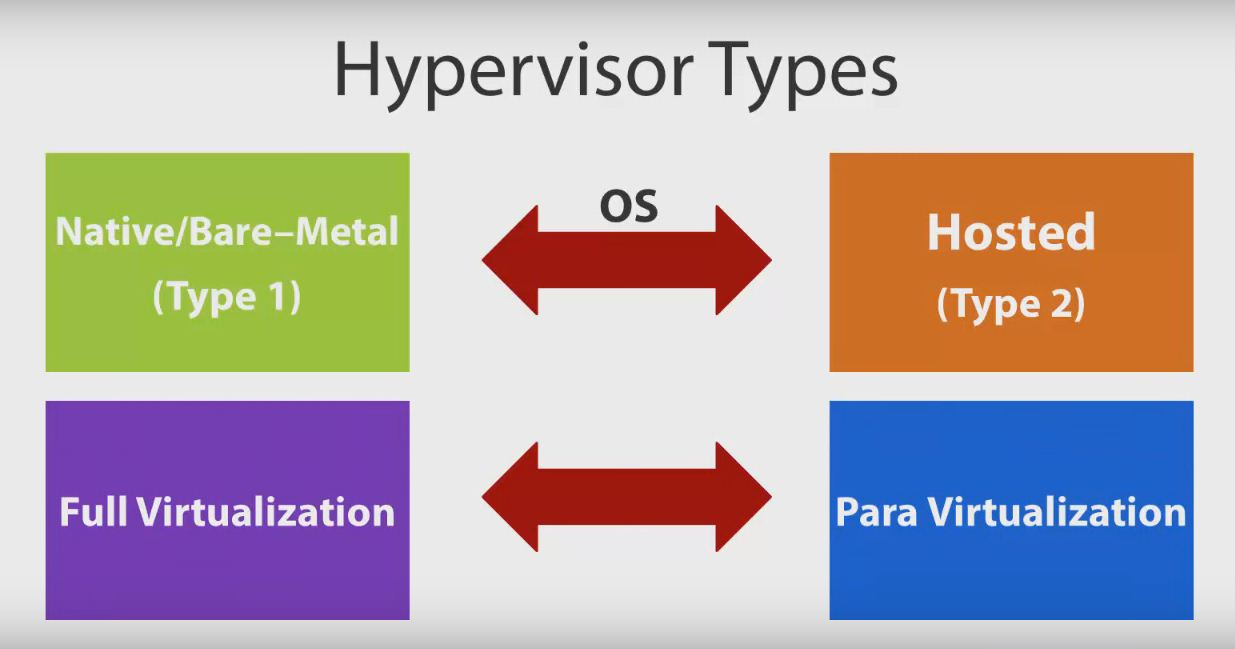 Hypervisor Types
Native/Bare–Metal
(Type 1)
OS
Hosted
(Type 2)
Full Virtualization
Para Virtualization